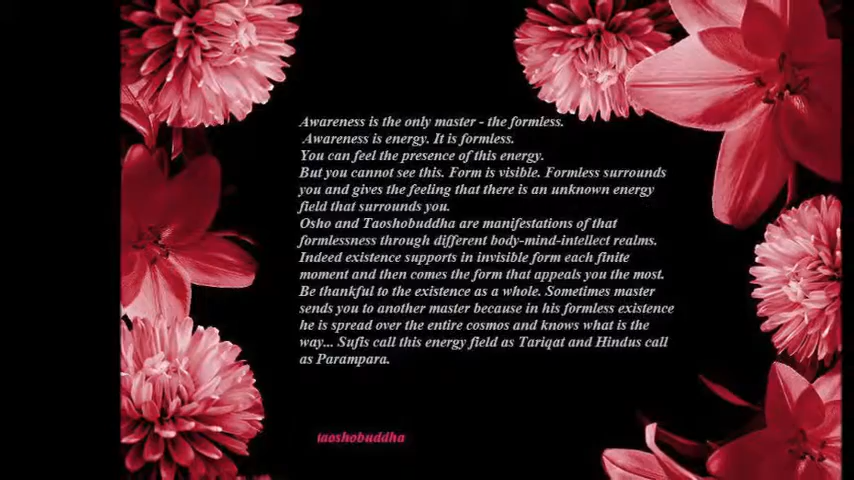 Awareness is the only master - the formless.
Awareness is energy. It is formless.
You can feel the presence of this energy.
But you cannot see this. Form is visible. Formless surrounds
you and gives the feeling that there is an unknown energy
field that surrounds you.
Osho and Taoshobuddha are manifestations of that
formlessness through different body-mind-intellect realms.
Indeed existence supports in invisible form each finite
moment and then comes the form that appeals you the most.
Be thankful to the existence as a whole. Sometimes master
sends you to another master because in his formless existence
he is spread over the entire cosmos and knows what is the
way... Sufis call this energy field as Tariqat and Hindus call
as Parampara.
taoshobuddha